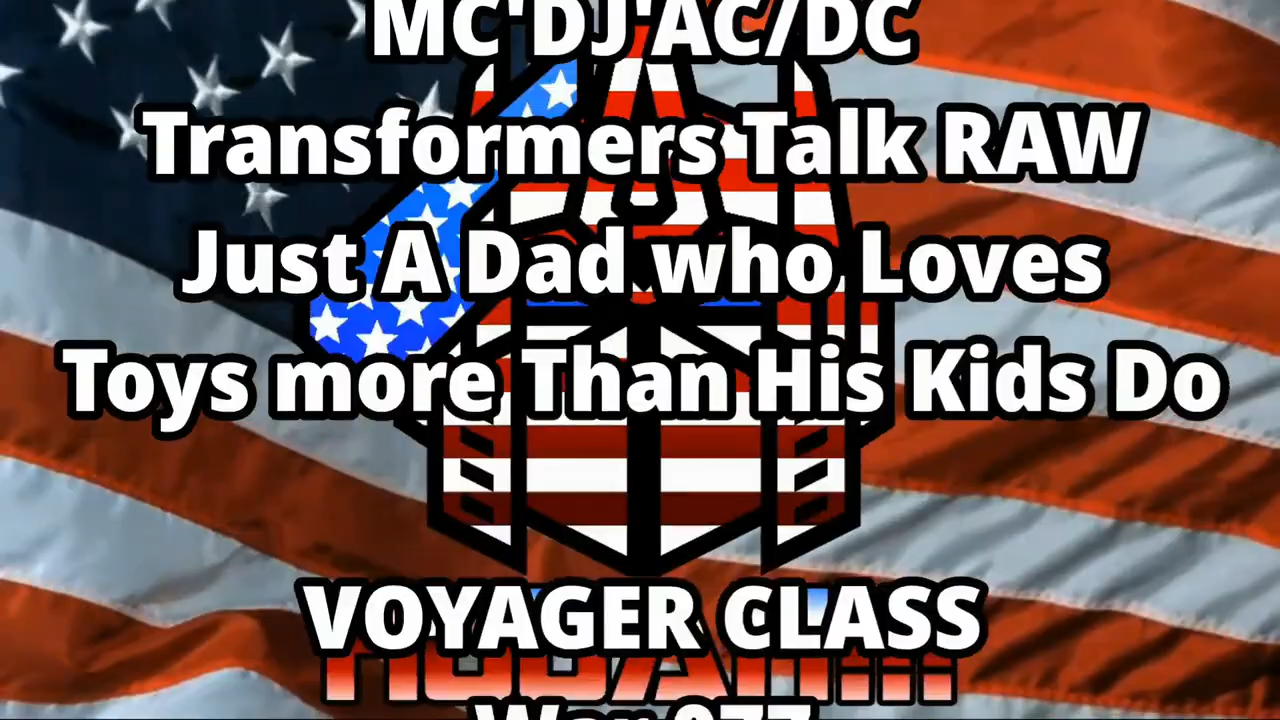 MC'DJ'AC/DC
Transformers Talk RAW
Just A Dad who Loves
Toys more Than His Kids Do
VOYAGER CLASS